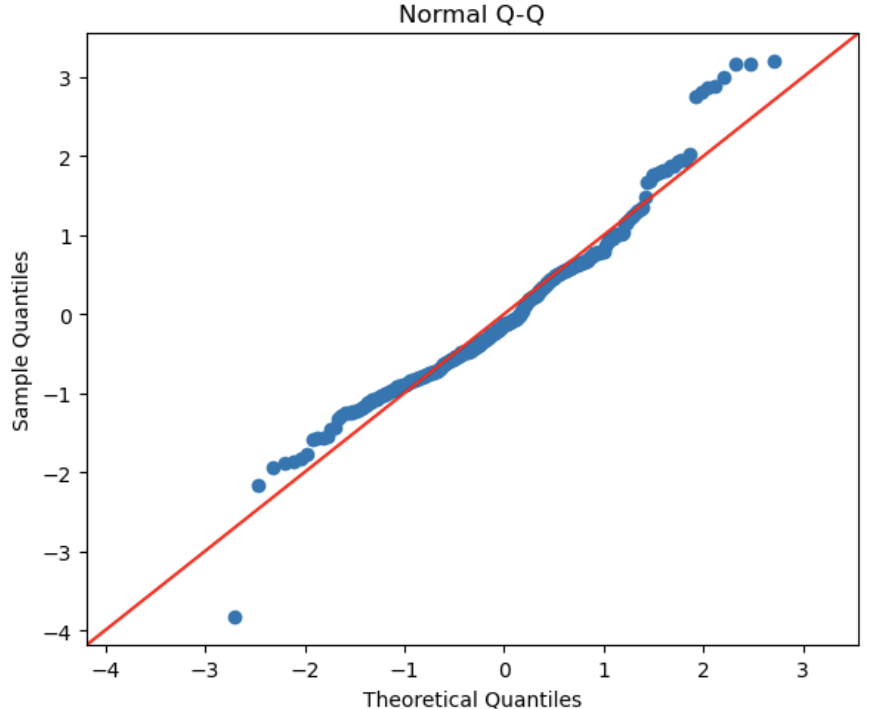 Normal Q-Q
3
2
1
0
−1
−2
−3
−4
Sample Quantiles
−4 −3 −2 −1 0 1 2 3
Theoretical Quantiles